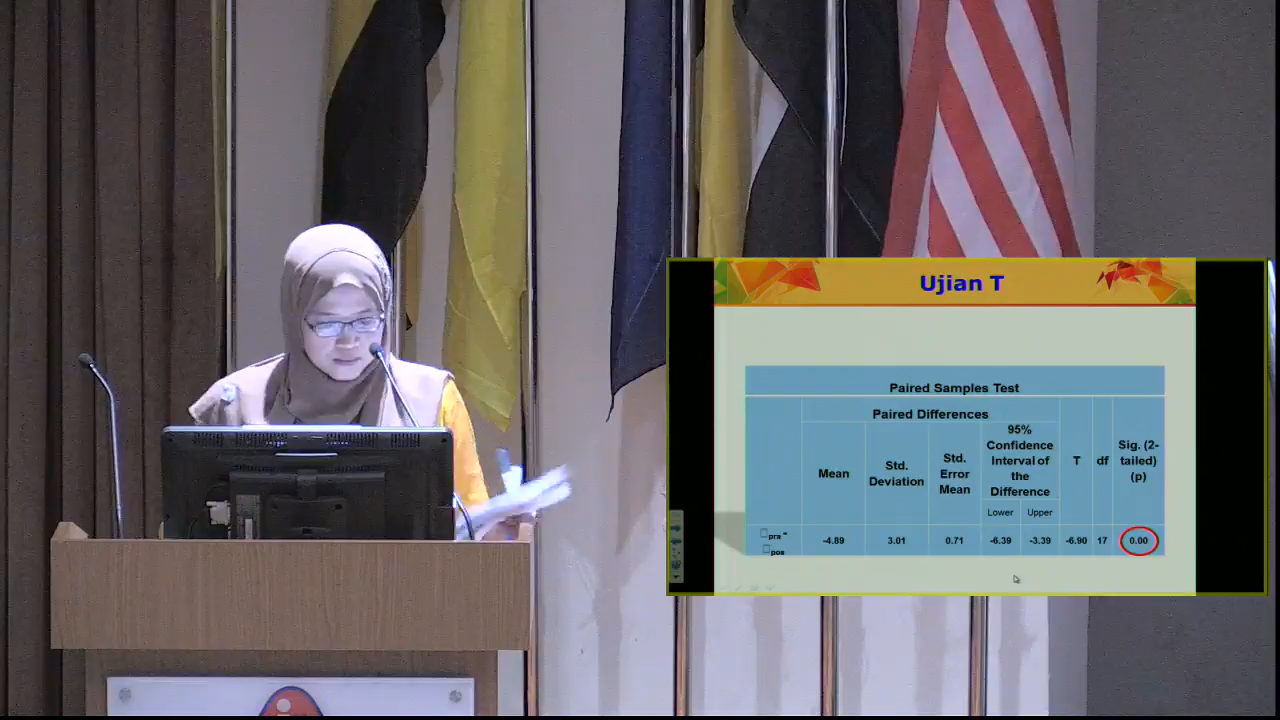 Ujian T
Paired Samples Test
Paired Differences
Mean
Std.
Deviation
Std.
Error
Mean
95%
Confidence
Interval of
the
Difference
Lower Upper
T
df
Sig. (2-
tailed)
(p)
pra -
pos
-4.89 3.01 0.71 -6.39 -3.39 -6.90 17 0.00